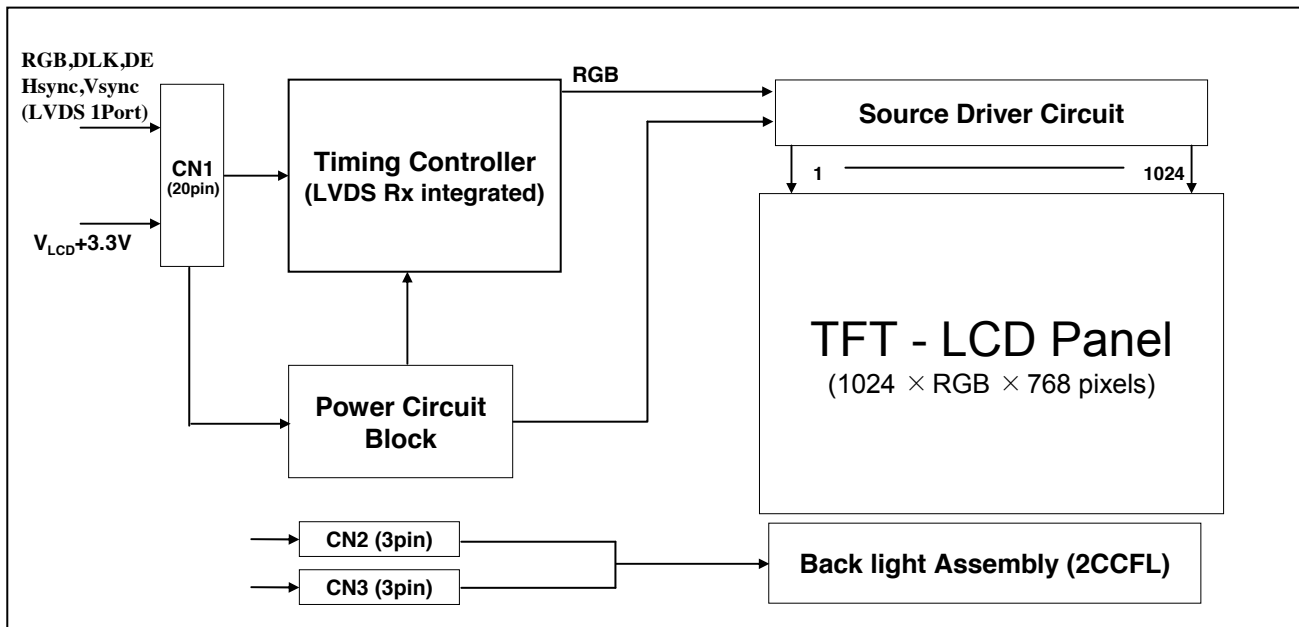 RGB,DLK,DE
Hsync,Vsync
(LVDS 1Port)
CN1
(20pin)
VLCD+3.3V
Timing Controller
(LVDS Rx integrated)
RGB
Source Driver Circuit
1
1024
TFT - LCD Panel
(1024 × RGB × 768 pixels)
Power Circuit
Block
CN2 (3pin)
CN3 (3pin)
Back light Assembly (2CCFL)